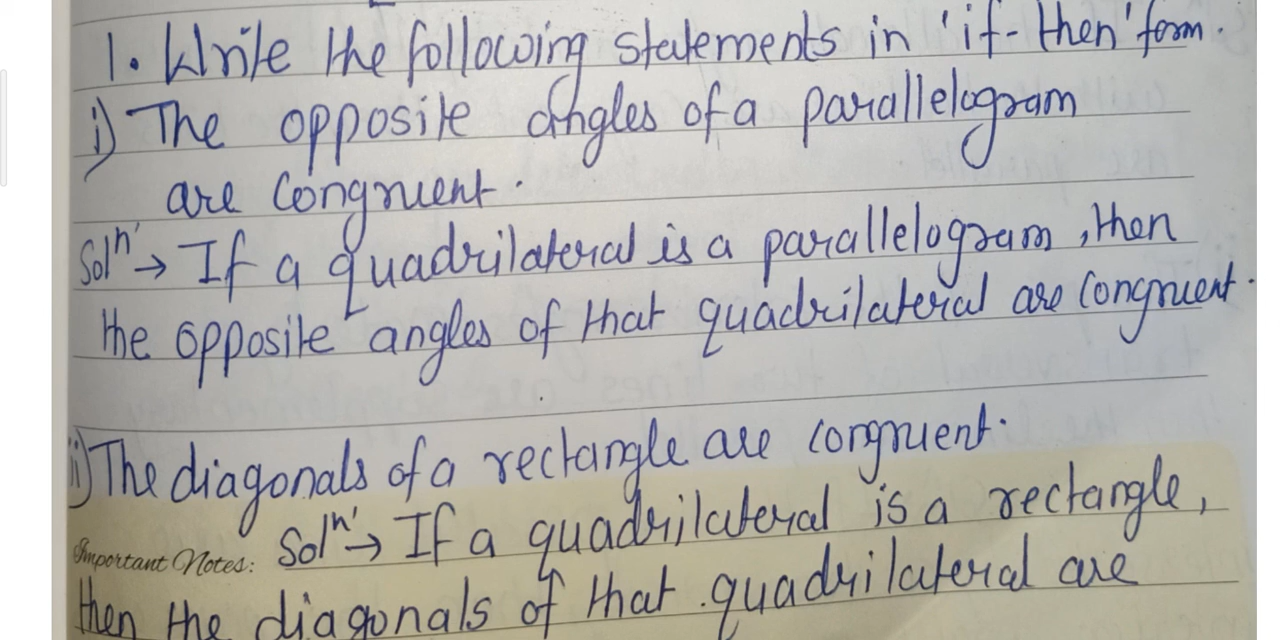 1. Write the following statements in 'if-then' form.
i) The opposite angles of a parallelogram
are congruent.
Solⁿ' → If a quadrilateral is a parallelogram, then
the opposite angles of that quadrilateral are congruent.
ii) The diagonals of a rectangle are congruent.
Important Notes: Solⁿ' → If a quadrilateral is a rectangle,
then the diagonals of that quadrilateral are